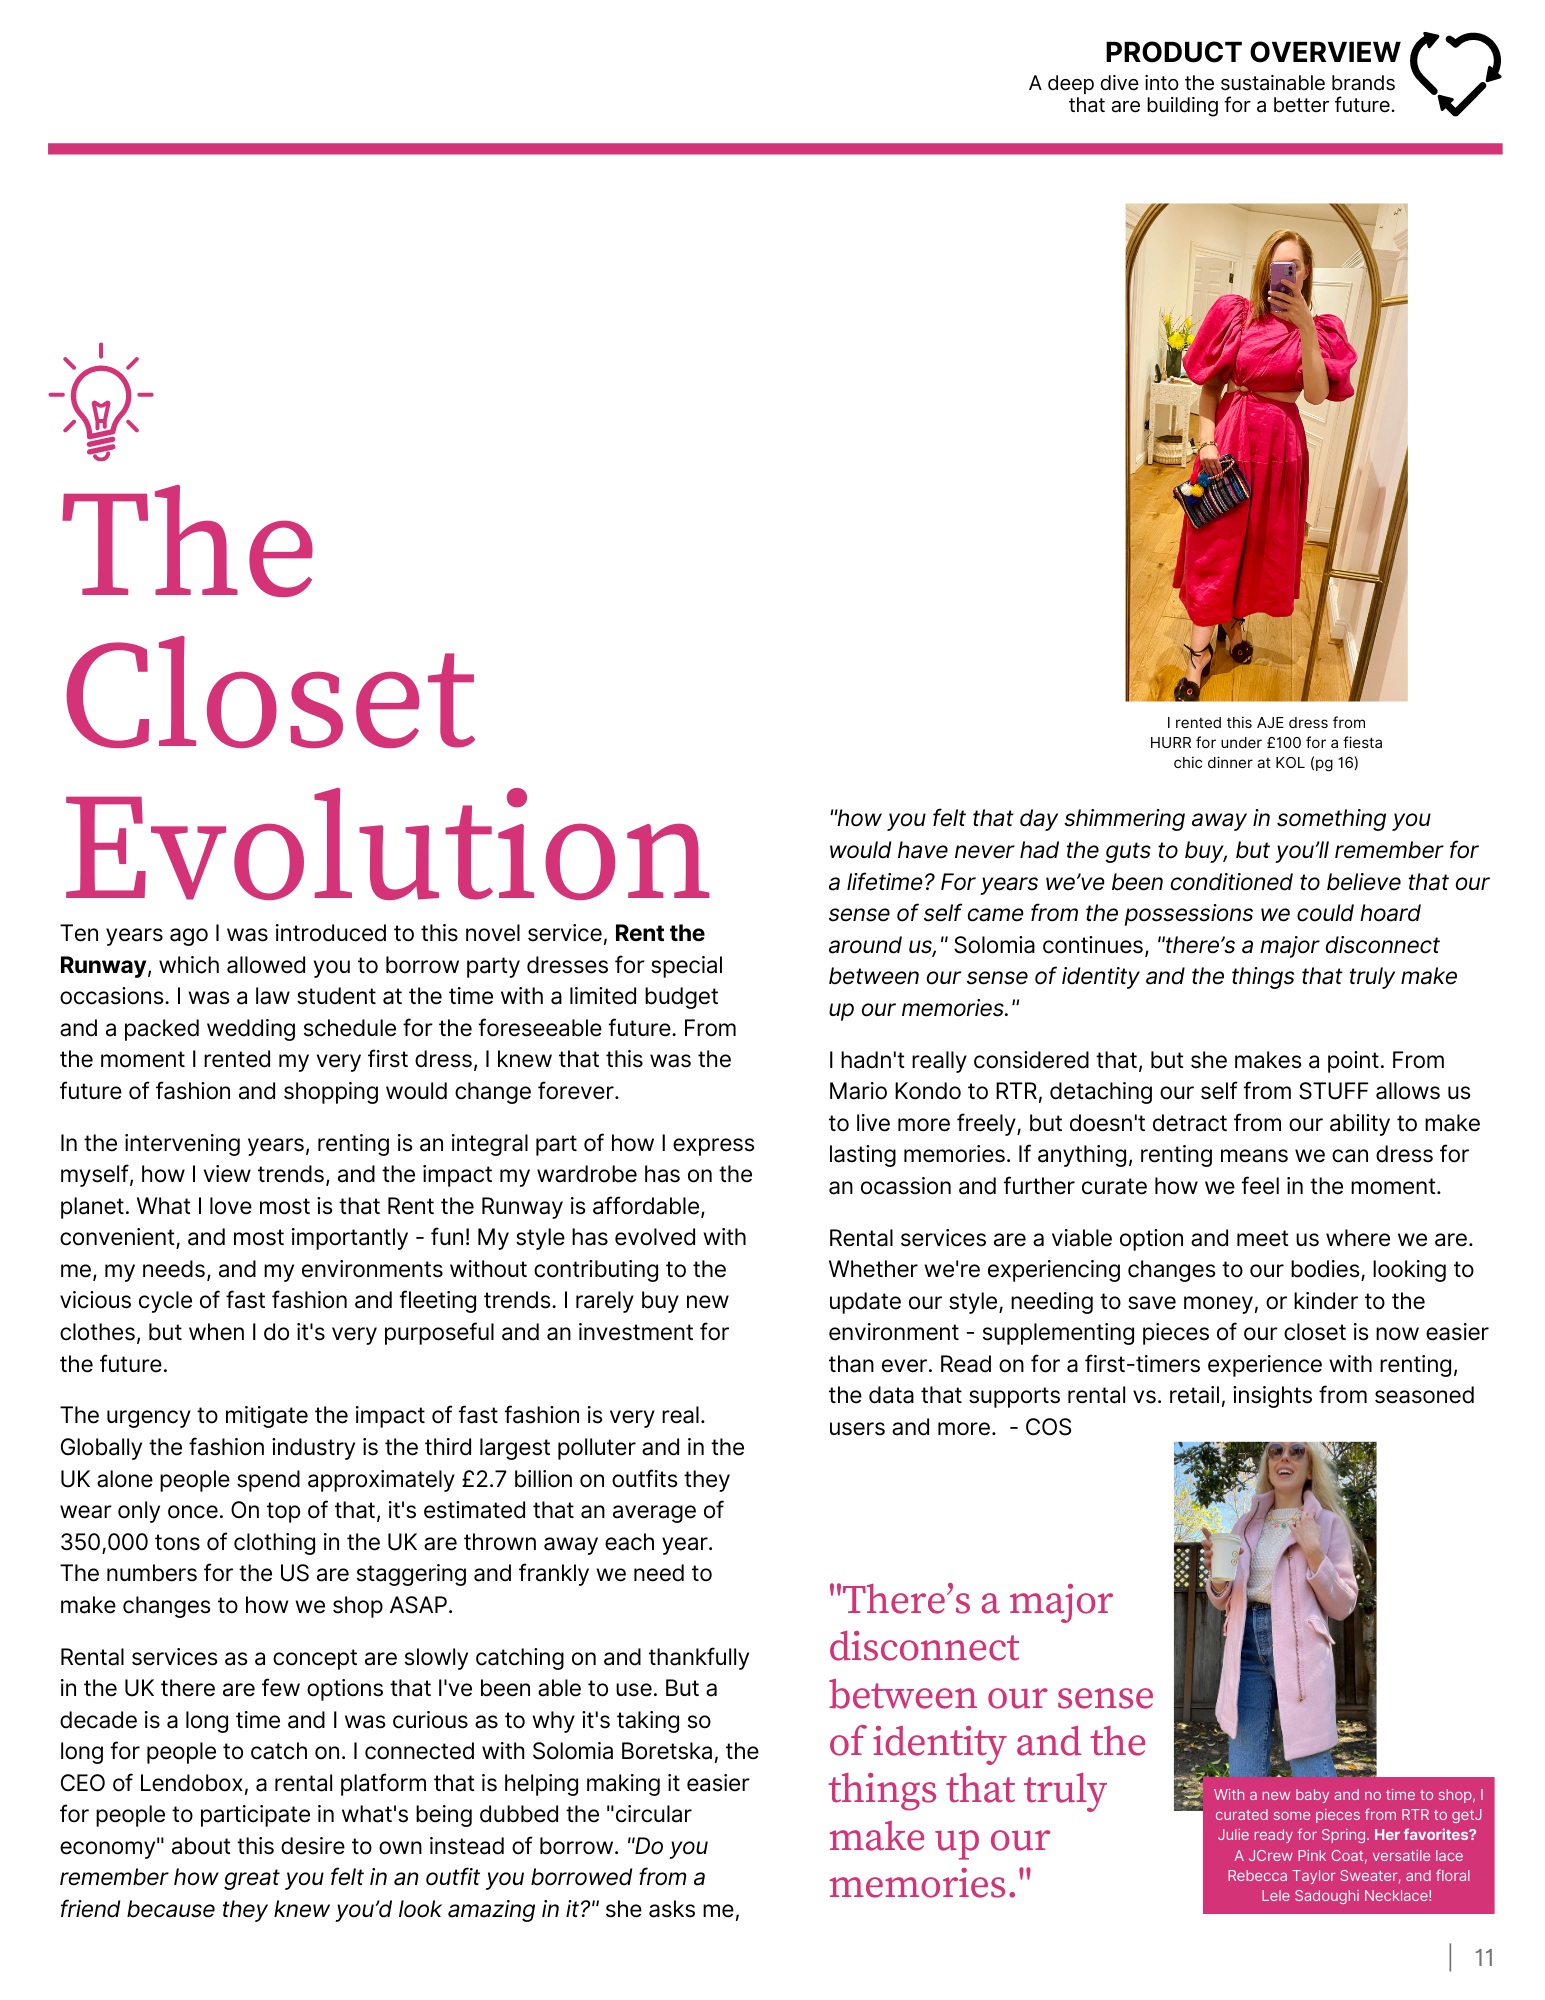 PRODUCT OVERVIEW
A deep dive into the sustainable brands
that are building for a better future.
The
Closet
Evolution
Ten years ago I was introduced to this novel service, Rent the
Runway, which allowed you to borrow party dresses for special
occasions. I was a law student at the time with a limited budget
and a packed wedding schedule for the foreseeable future. From
the moment I rented my very first dress, I knew that this was the
future of fashion and shopping would change forever.
In the intervening years, renting is an integral part of how I express
myself, how I view trends, and the impact my wardrobe has on the
planet. What I love most is that Rent the Runway is affordable,
convenient, and most importantly - fun! My style has evolved with
me, my needs, and my environments without contributing to the
vicious cycle of fast fashion and fleeting trends. I rarely buy new
clothes, but when I do it's very purposeful and an investment for
the future.
The urgency to mitigate the impact of fast fashion is very real.
Globally the fashion industry is the third largest polluter and in the
UK alone people spend approximately £2.7 billion on outfits they
wear only once. On top of that, it's estimated that an average of
350,000 tons of clothing in the UK are thrown away each year.
The numbers for the US are staggering and frankly we need to
make changes to how we shop ASAP.
Rental services as a concept are slowly catching on and thankfully
in the UK there are few options that I've been able to use. But a
decade is a long time and I was curious as to why it's taking so
long for people to catch on. I connected with Solomia Boretska, the
CEO of Lendobox, a rental platform that is helping making it easier
for people to participate in what's being dubbed the "circular
economy" about this desire to own instead of borrow. "Do you
remember how great you felt in an outfit you borrowed from a
friend because they knew you’d look amazing in it?" she asks me,
I rented this AJE dress from
HURR for under £100 for a fiesta
chic dinner at KOL (pg 16)
"how you felt that day shimmering away in something you
would have never had the guts to buy, but you’ll remember for
a lifetime? For years we’ve been conditioned to believe that our
sense of self came from the possessions we could hoard
around us," Solomia continues, "there’s a major disconnect
between our sense of identity and the things that truly make
up our memories."
I hadn't really considered that, but she makes a point. From
Mario Kondo to RTR, detaching our self from STUFF allows us
to live more freely, but doesn't detract from our ability to make
lasting memories. If anything, renting means we can dress for
an ocassion and further curate how we feel in the moment.
Rental services are a viable option and meet us where we are.
Whether we're experiencing changes to our bodies, looking to
update our style, needing to save money, or kinder to the
environment - supplementing pieces of our closet is now easier
than ever. Read on for a first-timers experience with renting,
the data that supports rental vs. retail, insights from seasoned
users and more.  - COS
"There’s a major
disconnect
between our sense
of identity and the
things that truly
make up our
memories."
With a new baby and no time to shop, I
curated some pieces from RTR to getJ
Julie ready for Spring. Her favorites?
A JCrew Pink Coat, versatile lace
Rebecca Taylor Sweater, and floral
Lele Sadoughi Necklace!
| 11